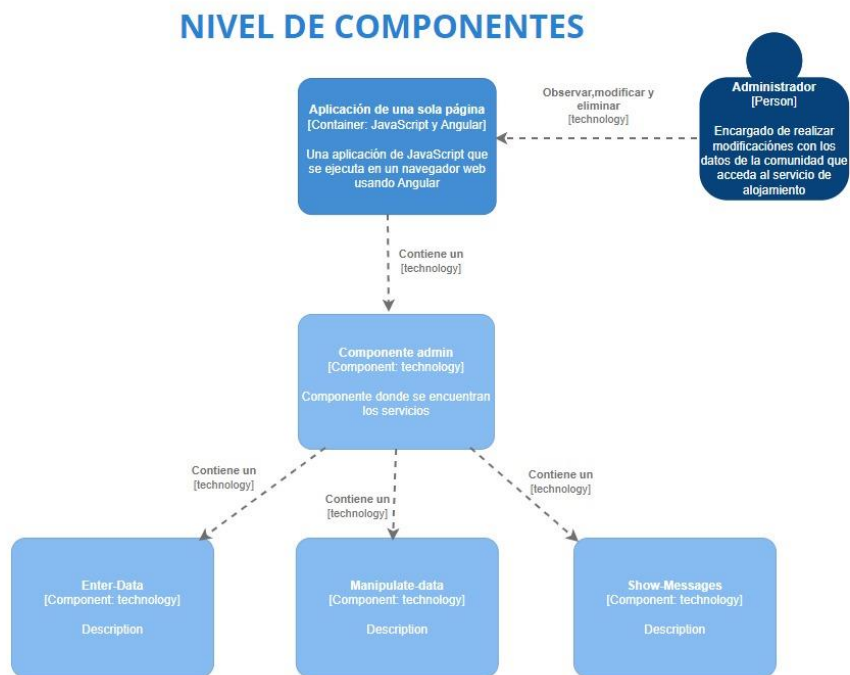 NIVEL DE COMPONENTES
Administrador
[Person]
Encargado de realizar
modificaciónes con los
datos de la comunidad que
acceda al servicio de
alojamiento
Observar,modificar y
eliminar
[technology]
Aplicación de una sola página
[Container: JavaScript y Angular]
Una aplicación de JavaScript que
se ejecuta en un navegador web
usando Angular
Contiene un
[technology]
Componente admin
[Component: technology]
Componente donde se encuentran
los servicios
Contiene un
[technology]
Contiene un
[technology]
Contiene un
[technology]
Enter-Data
[Component: technology]
Description
Manipulate-data
[Component: technology]
Description
Show-Messages
[Component: technology]
Description